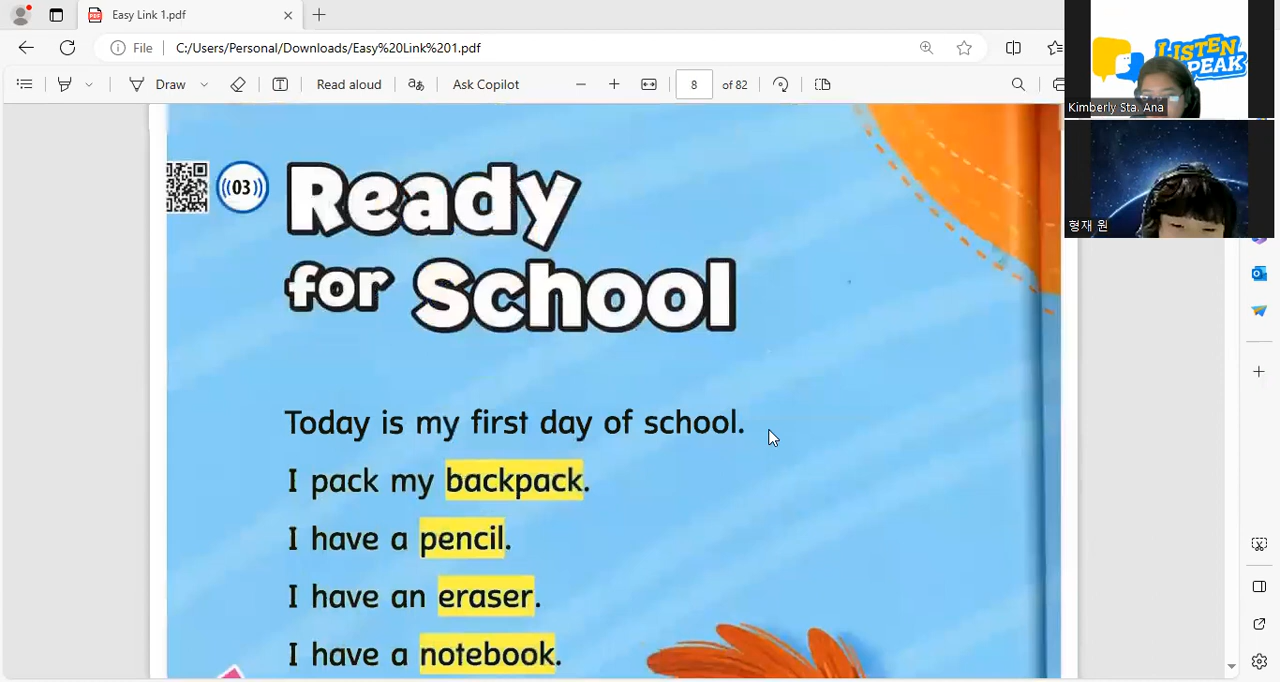 Easy Link 1.pdf
File
C:/Users/Personal/Downloads/Easy%20Link%201.pdf
Draw
Read aloud
aあ
Ask Copilot
8
of 82
LISTEN
SPEAK
Kimberly Sta. Ana
형재 원
03
Ready
for School
Today is my first day of school.
I pack my backpack.
I have a pencil.
I have an eraser.
I have a notebook.